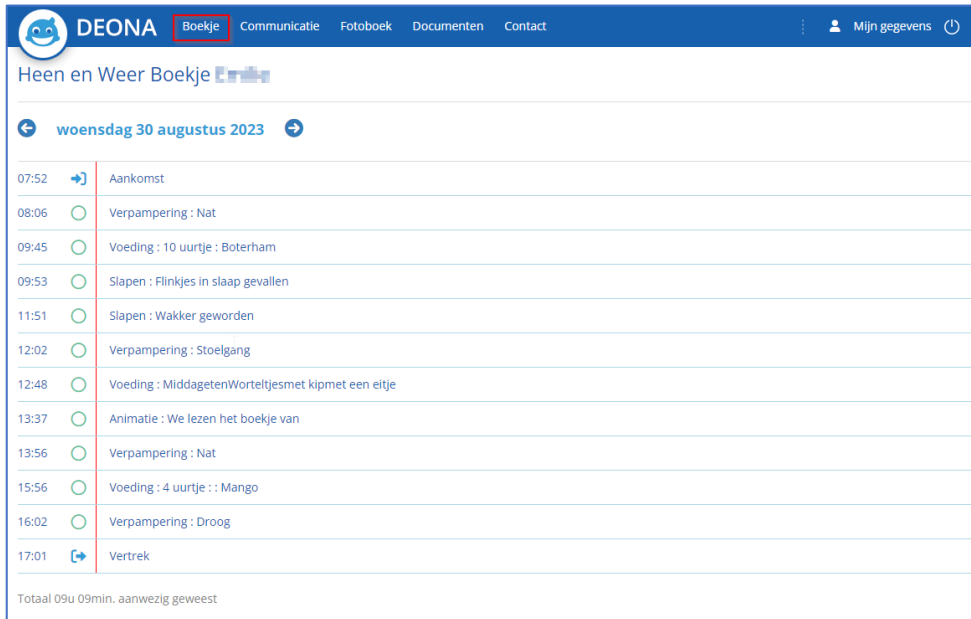 DEONA Boekje Communicatie Fotoboek Documenten Contact Mijn gegevens
Heen en Weer Boekje
woensdag 30 augustus 2023
07:52 Aankomst
08:06 Verpampering : Nat
09:45 Voeding : 10 uurtje : Boterham
09:53 Slapen : Flinkjes in slaap gevallen
11:51 Slapen : Wakker geworden
12:02 Verpampering : Stoelgang
12:48 Voeding : MiddagetenWorteltjesmet kipmet een eitje
13:37 Animatie : We lezen het boekje van
13:56 Verpampering : Nat
15:56 Voeding : 4 uurtje : : Mango
16:02 Verpampering : Droog
17:01 Vertrek
Totaal 09u 09min. aanwezig geweest